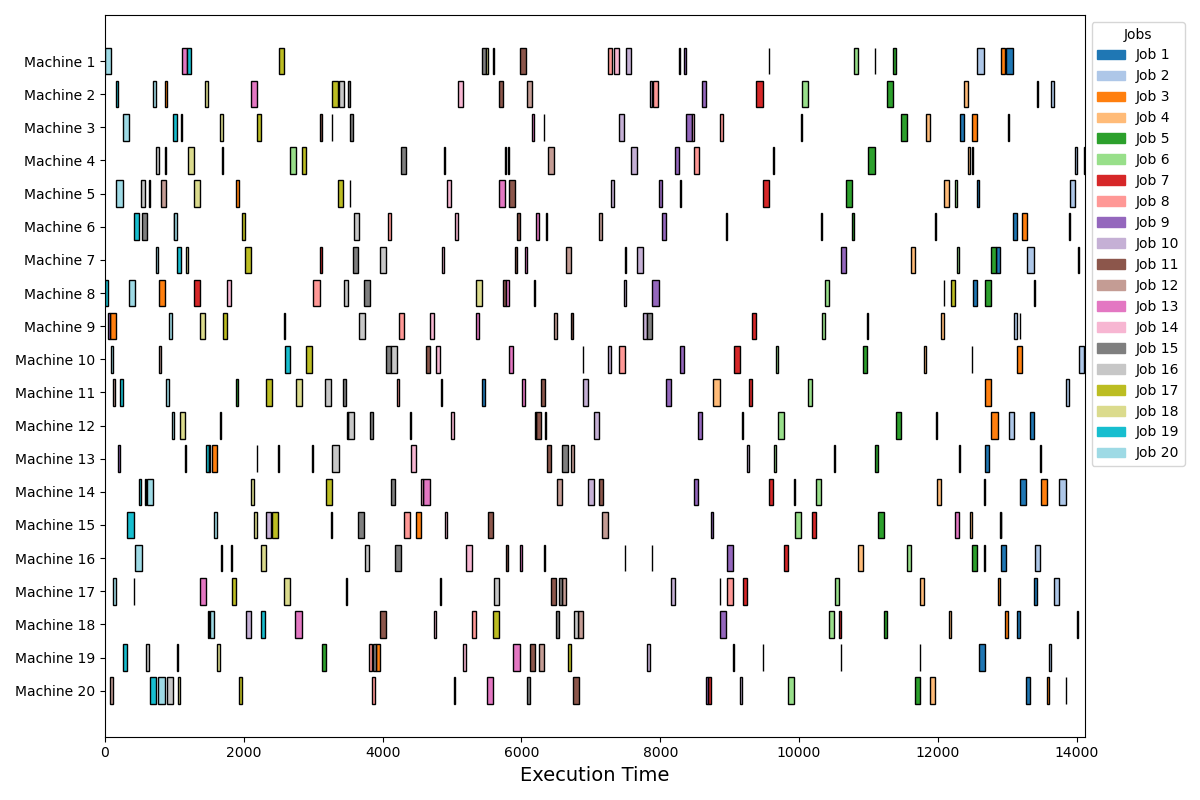 Machine 1
Machine 2
Machine 3
Machine 4
Machine 5
Machine 6
Machine 7
Machine 8
Machine 9
Machine 10
Machine 11
Machine 12
Machine 13
Machine 14
Machine 15
Machine 16
Machine 17
Machine 18
Machine 19
Machine 20
0 2000 4000 6000 8000 10000 12000 14000
Execution Time
Jobs
Job 1
Job 2
Job 3
Job 4
Job 5
Job 6
Job 7
Job 8
Job 9
Job 10
Job 11
Job 12
Job 13
Job 14
Job 15
Job 16
Job 17
Job 18
Job 19
Job 20